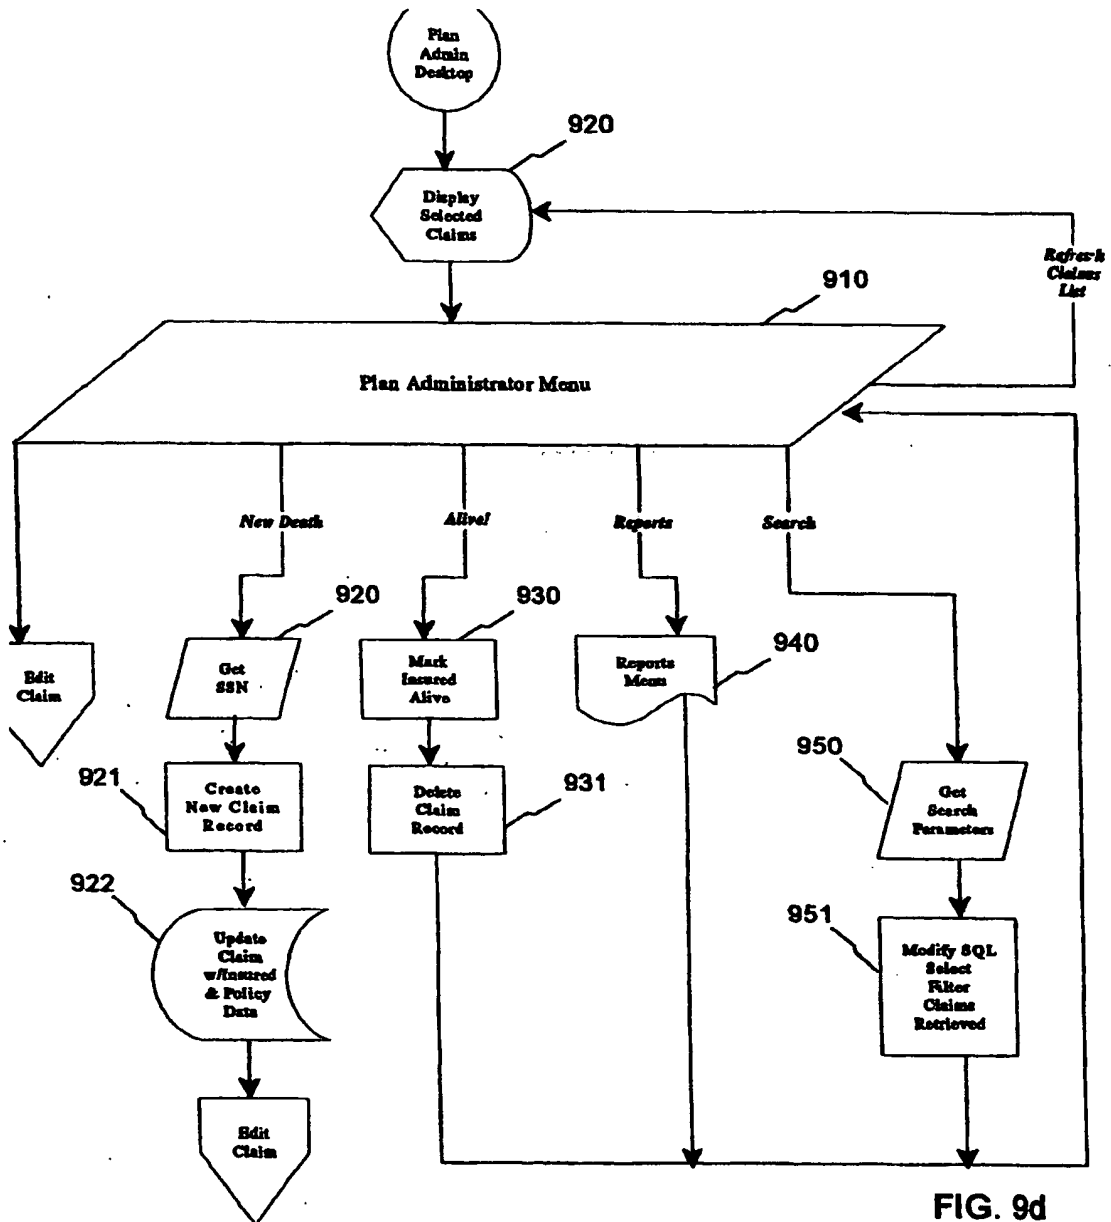 Plan
Admin
Desktop
920
Display
Selected
Claims
Refresh
Claims
List
910
Plan Administrator Menu
New Death
Alive!
Reports
Search
920
930
940
Edit
Claim
Get
SSN
Mark
Insured
Alive
Reports
Menu
950
921
Create
New Claim
Record
Delete
Claim
Record
931
Get
Search
Parameters
922
Update
Claim
w/Insured
& Policy
Data
951
Modify SQL
Select
Filter
Claims
Retrieved
Edit
Claim
FIG. 9d